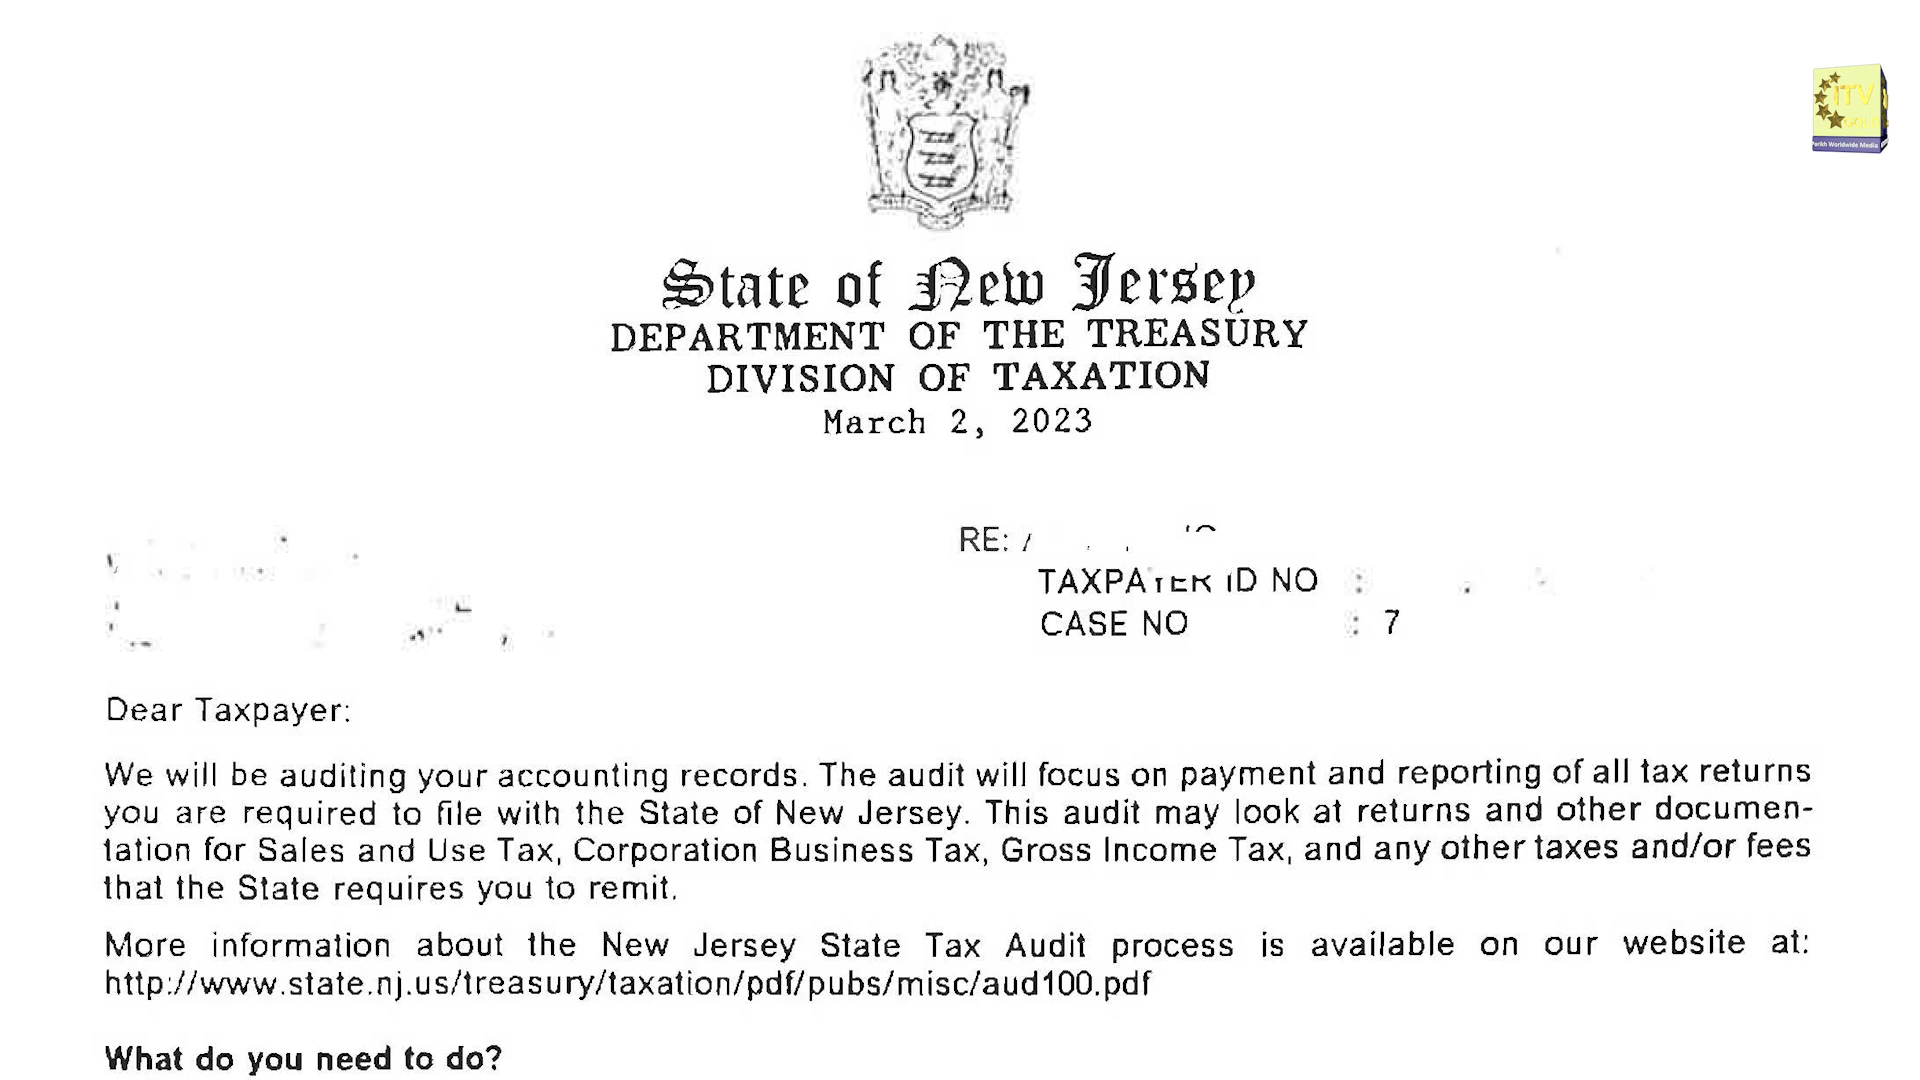 ITV
Parikh Worldwide Media
State of New Jersey
DEPARTMENT OF THE TREASURY
DIVISION OF TAXATION
March 2, 2023
RE:
TAXPAYER ID NO :
CASE NO : 7
Dear Taxpayer:
We will be auditing your accounting records. The audit will focus on payment and reporting of all tax returns
you are required to file with the State of New Jersey. This audit may look at returns and other documen-
tation for Sales and Use Tax, Corporation Business Tax, Gross Income Tax, and any other taxes and/or fees
that the State requires you to remit.
More information about the New Jersey State Tax Audit process is available on our website at:
http://www.state.nj.us/treasury/taxation/pdf/pubs/misc/aud100.pdf
What do you need to do?